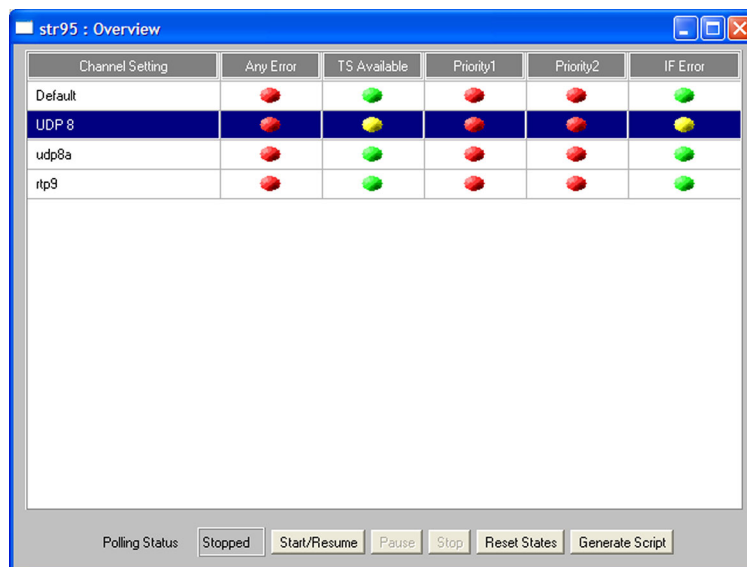 str95 : Overview
Channel Setting Any Error TS Available Priority1 Priority2 IF Error
Default
UDP 8
udp8a
rtp9
Polling Status Stopped Start/Resume Pause Stop Reset States Generate Script